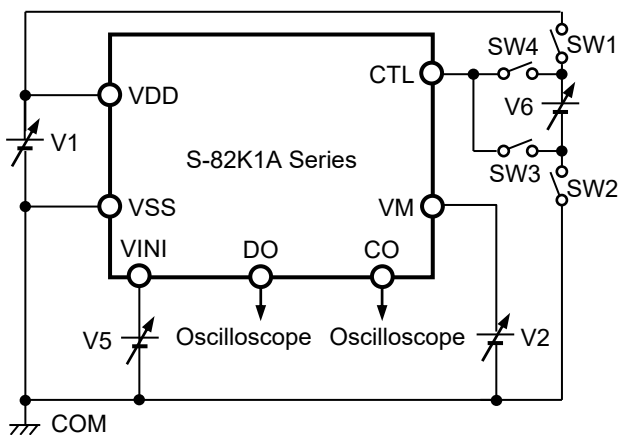 SW1
SW4
CTL
VDD
V6
V1
S-82K1A Series
SW3
SW2
VSS
VM
VINI
DO
CO
V5
Oscilloscope
Oscilloscope
V2
COM